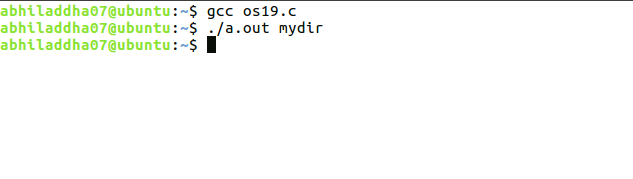 abhiladdha07@ubuntu:~$ gcc os19.c
abhiladdha07@ubuntu:~$ ./a.out mydir
abhiladdha07@ubuntu:~$